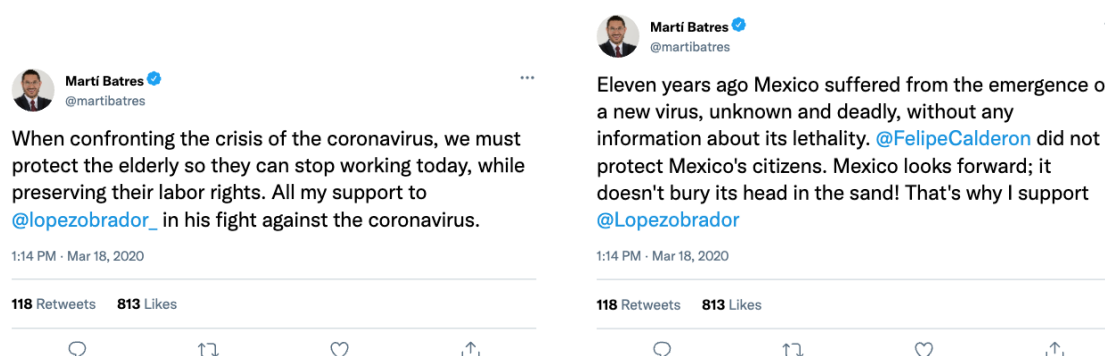 Martí Batres
@martibatres
When confronting the crisis of the coronavirus, we must
protect the elderly so they can stop working today, while
preserving their labor rights. All my support to
@lopezobrador_ in his fight against the coronavirus.
1:14 PM · Mar 18, 2020
118 Retweets 813 Likes
Martí Batres
@martibatres
Eleven years ago Mexico suffered from the emergence o
a new virus, unknown and deadly, without any
information about its lethality. @FelipeCalderon did not
protect Mexico's citizens. Mexico looks forward; it
doesn't bury its head in the sand! That's why I support
@Lopezobrador
1:14 PM · Mar 18, 2020
118 Retweets 813 Likes